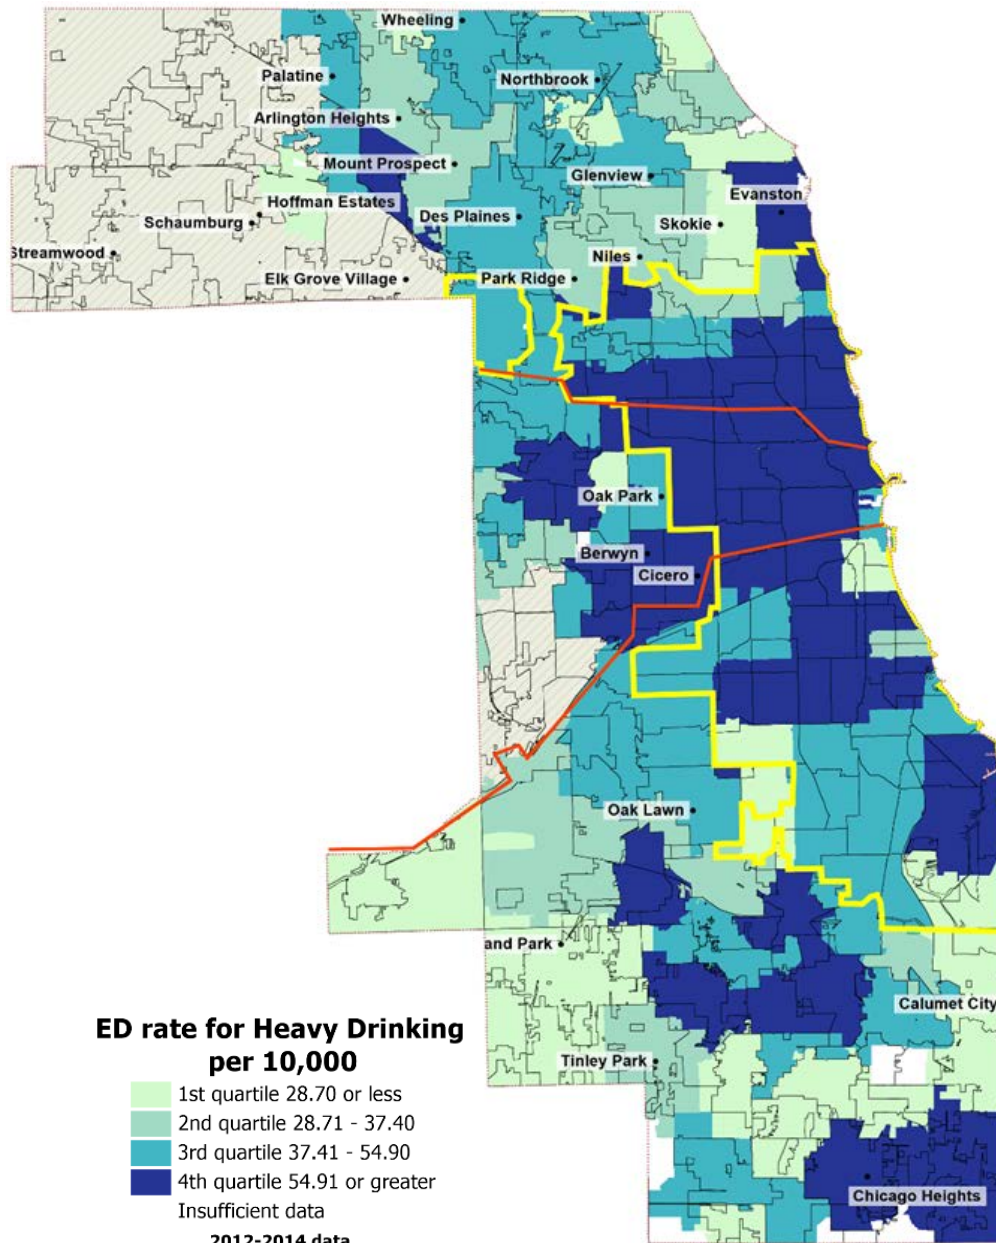 Wheeling
Palatine
Northbrook
Arlington Heights
Mount Prospect
Glenview
Evanston
Hoffman Estates
Schaumburg
Des Plaines
Skokie
Streamwood
Niles
Elk Grove Village
Park Ridge
Oak Park
Berwyn
Cicero
Oak Lawn
and Park
Calumet City
Tinley Park
Chicago Heights
ED rate for Heavy Drinking
per 10,000
1st quartile 28.70 or less
2nd quartile 28.71 - 37.40
3rd quartile 37.41 - 54.90
4th quartile 54.91 or greater
Insufficient data
2012-2014 data